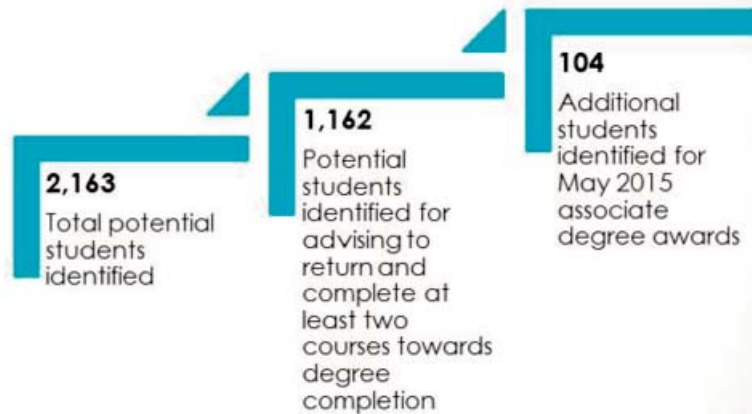 2,163
Total potential
students
identified
1,162
Potential
students
identified for
advising to
return and
complete at
least two
courses towards
degree
completion
104
Additional
students
identified for
May 2015
associate
degree awards